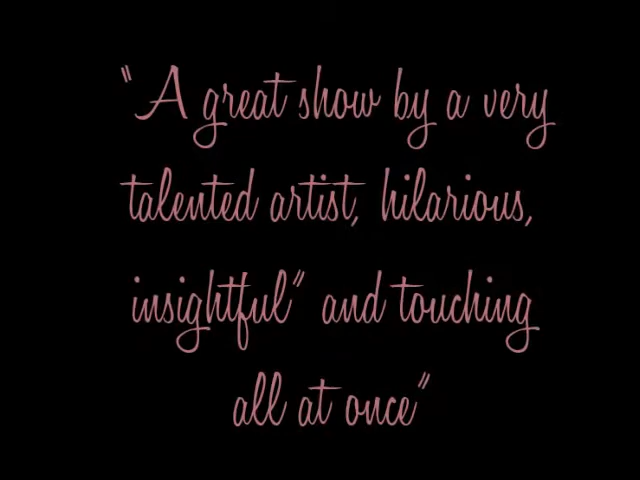 "A great show by a very
talented artist, hilarious,
insightful" and touching
all at once"